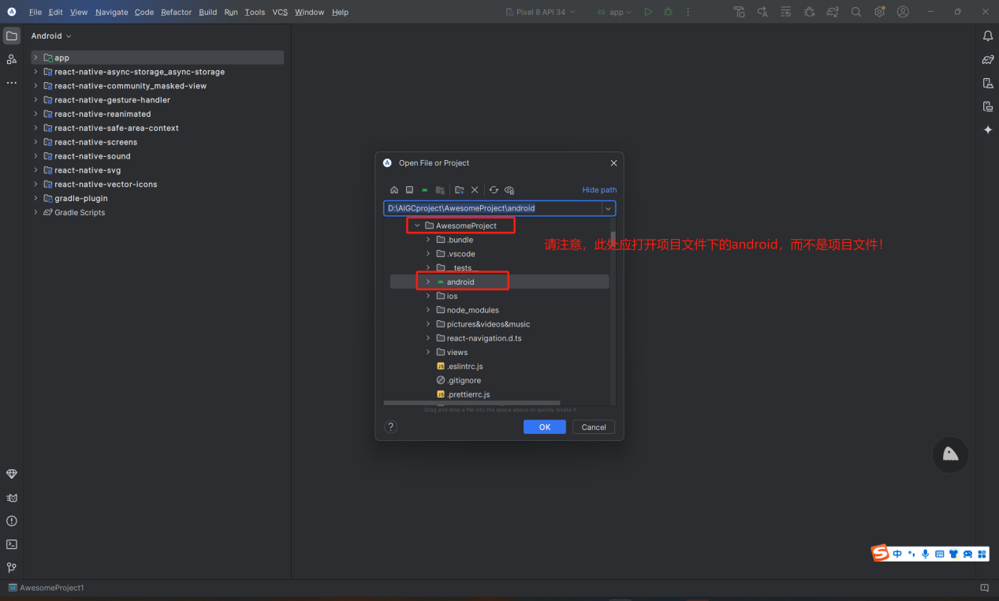 File Edit View Navigate Code Refactor Build Run Tools VCS Window Help
Pixel 8 API 34
app
Android
app
react-native-async-storage_async-storage
react-native-community_masked-view
react-native-gesture-handler
react-native-reanimated
react-native-safe-area-context
react-native-screens
react-native-sound
react-native-svg
react-native-vector-icons
gradle-plugin
Gradle Scripts
Open File or Project
Hide path
D:\AIGCproject\AwesomeProject\android
AwesomeProject
.bundle
.vscode
__tests__
android
ios
node_modules
pictures&videos&music
react-navigation.d.ts
views
JS .eslintrc.js
.gitignore
JS .prettierrc.js
Drag and drop a file into the space above to quickly locate it
? OK Cancel
请注意，此处应打开项目文件下的android，而不是项目文件！
S 中
AwesomeProject1